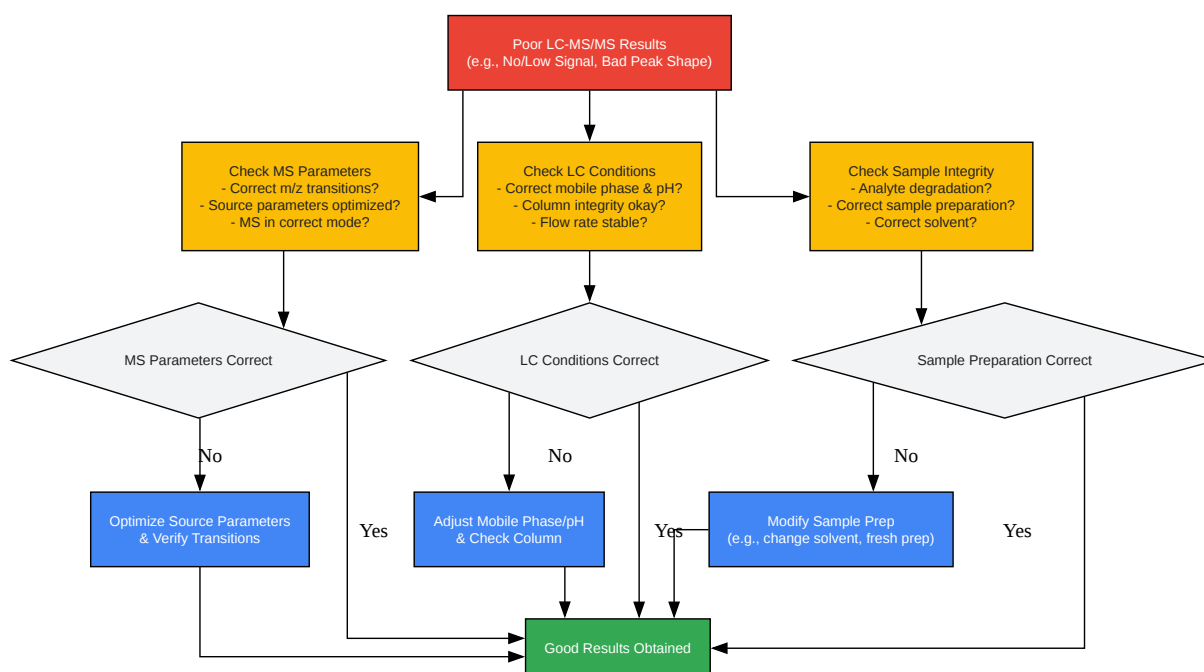 Poor LC-MS/MS Results
(e.g., No/Low Signal, Bad Peak Shape)
Check MS Parameters
- Correct m/z transitions?
- Source parameters optimized?
- MS in correct mode?
Check LC Conditions
- Correct mobile phase & pH?
- Column integrity okay?
- Flow rate stable?
Check Sample Integrity
- Analyte degradation?
- Correct sample preparation?
- Correct solvent?
MS Parameters Correct
LC Conditions Correct
Sample Preparation Correct
No
No
No
Optimize Source Parameters
& Verify Transitions
Yes
Adjust Mobile Phase/pH
& Check Column
Yes
Modify Sample Prep
(e.g., change solvent, fresh prep)
Yes
Good Results Obtained